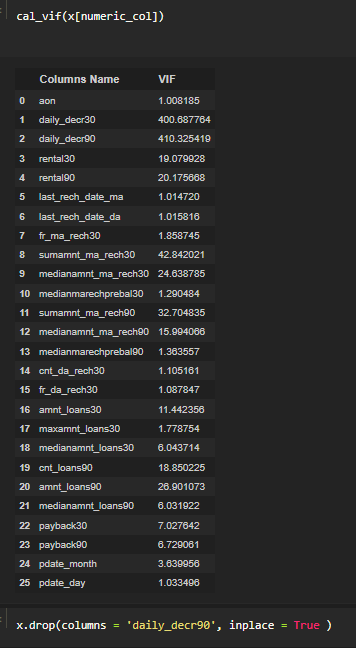 cal_vif(x[numeric_col])
Columns Name VIF
0 aon 1.008185
1 daily_decr30 400.687764
2 daily_decr90 410.325419
3 rental30 19.079928
4 rental90 20.175668
5 last_rech_date_ma 1.014720
6 last_rech_date_da 1.015816
7 fr_ma_rech30 1.858745
8 sumamnt_ma_rech30 42.842021
9 medianamnt_ma_rech30 24.638785
10 medianmarechprebal30 1.290484
11 sumamnt_ma_rech90 32.704835
12 medianamnt_ma_rech90 15.994066
13 medianmarechprebal90 1.363557
14 cnt_da_rech30 1.105161
15 fr_da_rech30 1.087847
16 amnt_loans30 11.442356
17 maxamnt_loans30 1.778754
18 medianamnt_loans30 6.043714
19 cnt_loans90 18.850225
20 amnt_loans90 26.901073
21 medianamnt_loans90 6.031922
22 payback30 7.027642
23 payback90 6.729061
24 pdate_month 3.639956
25 pdate_day 1.033496
x.drop(columns = 'daily_decr90', inplace = True )